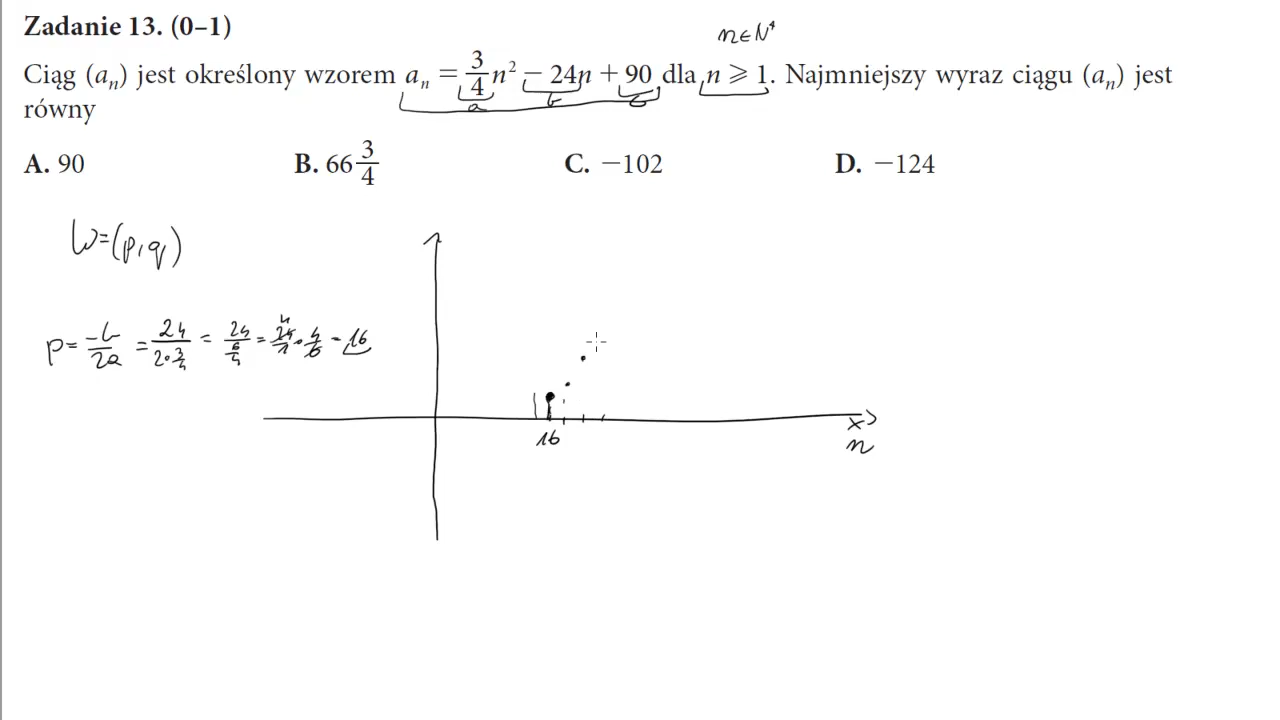 Zadanie 13. (0–1)
n∈N⁺
Ciąg (aₙ) jest określony wzorem aₙ = 3/4 n² − 24n + 90 dla n ⩾ 1. Najmniejszy wyraz ciągu (aₙ) jest
a b c
równy
A. 90 B. 66 3/4 C. −102 D. −124
W=(p,q)
p = -b/2a = 24/(2·3/4) = 24/(6/4) = 24/1 · 4/6 = 16
16
x
n